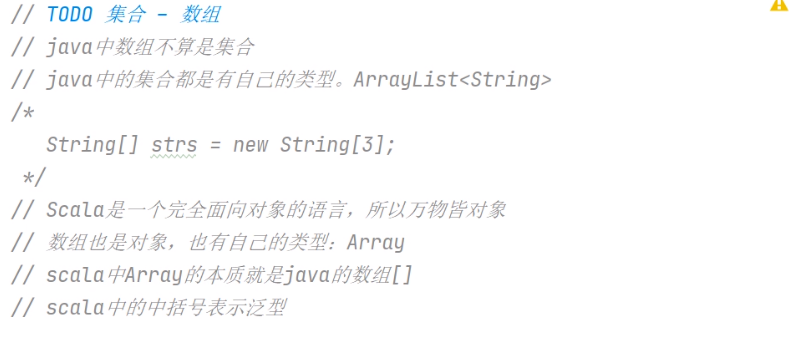 // TODO 集合 - 数组
// java中数组不算是集合
// java中的集合都是有自己的类型。ArrayList<String>
/*
String[] strs = new String[3];
*/
// Scala是一个完全面向对象的语言，所以万物皆对象
// 数组也是对象，也有自己的类型：Array
// scala中Array的本质就是java的数组[]
// scala中的中括号表示泛型